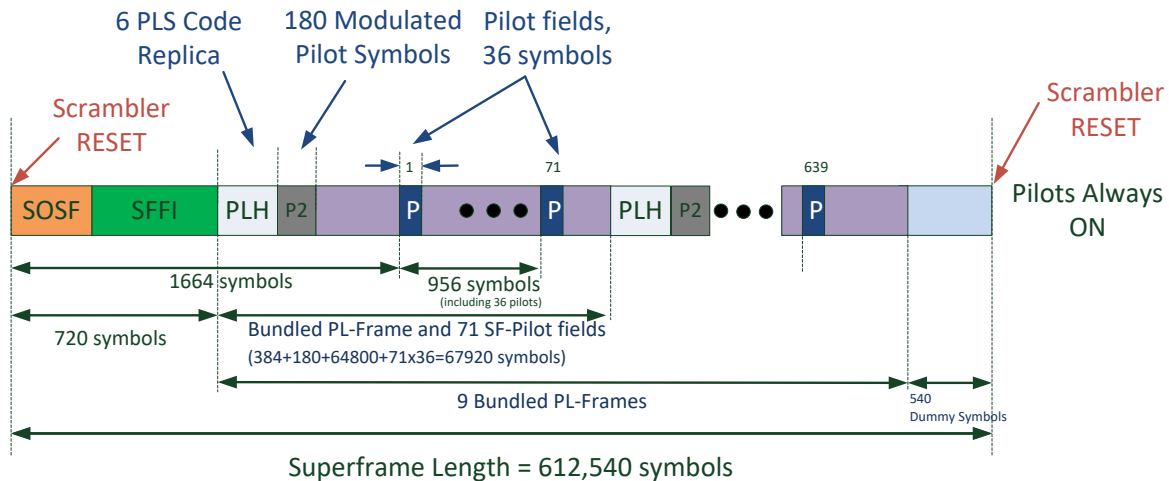 6 PLS Code
Replica
180 Modulated
Pilot Symbols
Pilot fields,
36 symbols
Scrambler
RESET
Scrambler
RESET
1
71
639
SOSF
SFFI
PLH
P2
P
P
PLH
P2
P
Pilots Always
ON
1664 symbols
956 symbols
(including 36 pilots)
720 symbols
Bundled PL-Frame and 71 SF-Pilot fields
(384+180+64800+71x36=67920 symbols)
9 Bundled PL-Frames
540
Dummy Symbols
Superframe Length = 612,540 symbols